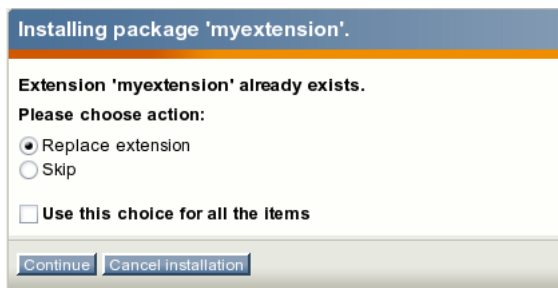 Installing package 'myextension'.
Extension 'myextension' already exists.
Please choose action:
Replace extension
Skip
Use this choice for all the items
Continue Cancel installation